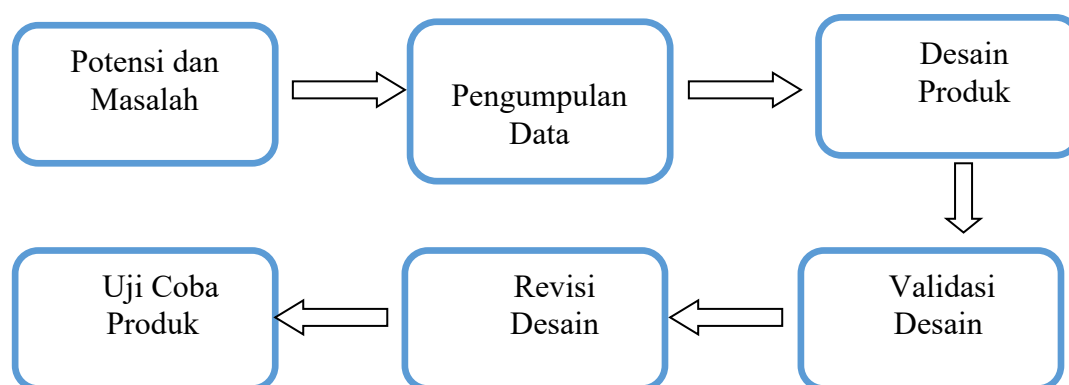 Potensi dan
Masalah
Pengumpulan
Data
Desain
Produk
Validasi
Desain
Revisi
Desain
Uji Coba
Produk